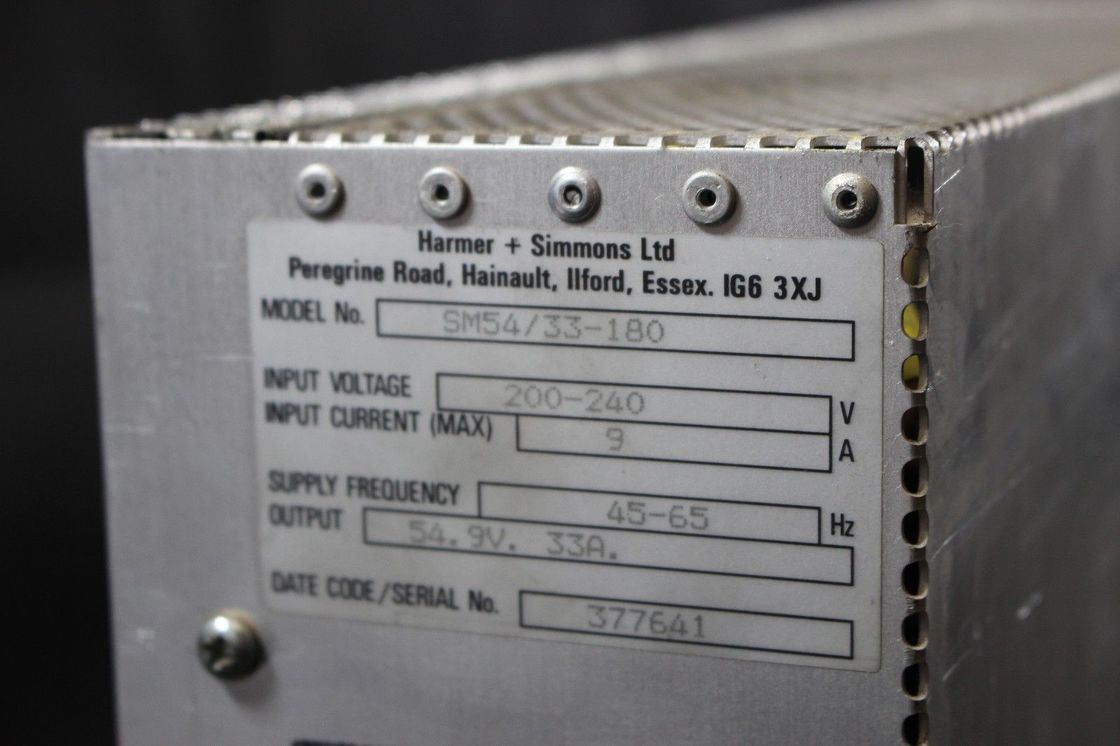 Harmer + Simmons Ltd
Peregrine Road, Hainault, Ilford, Essex. IG6 3XJ
MODEL No. SM54/33-180
INPUT VOLTAGE 200-240 V
INPUT CURRENT (MAX) 9 A
SUPPLY FREQUENCY 45-65 Hz
OUTPUT 54.9V. 33A.
DATE CODE/SERIAL No. 377641